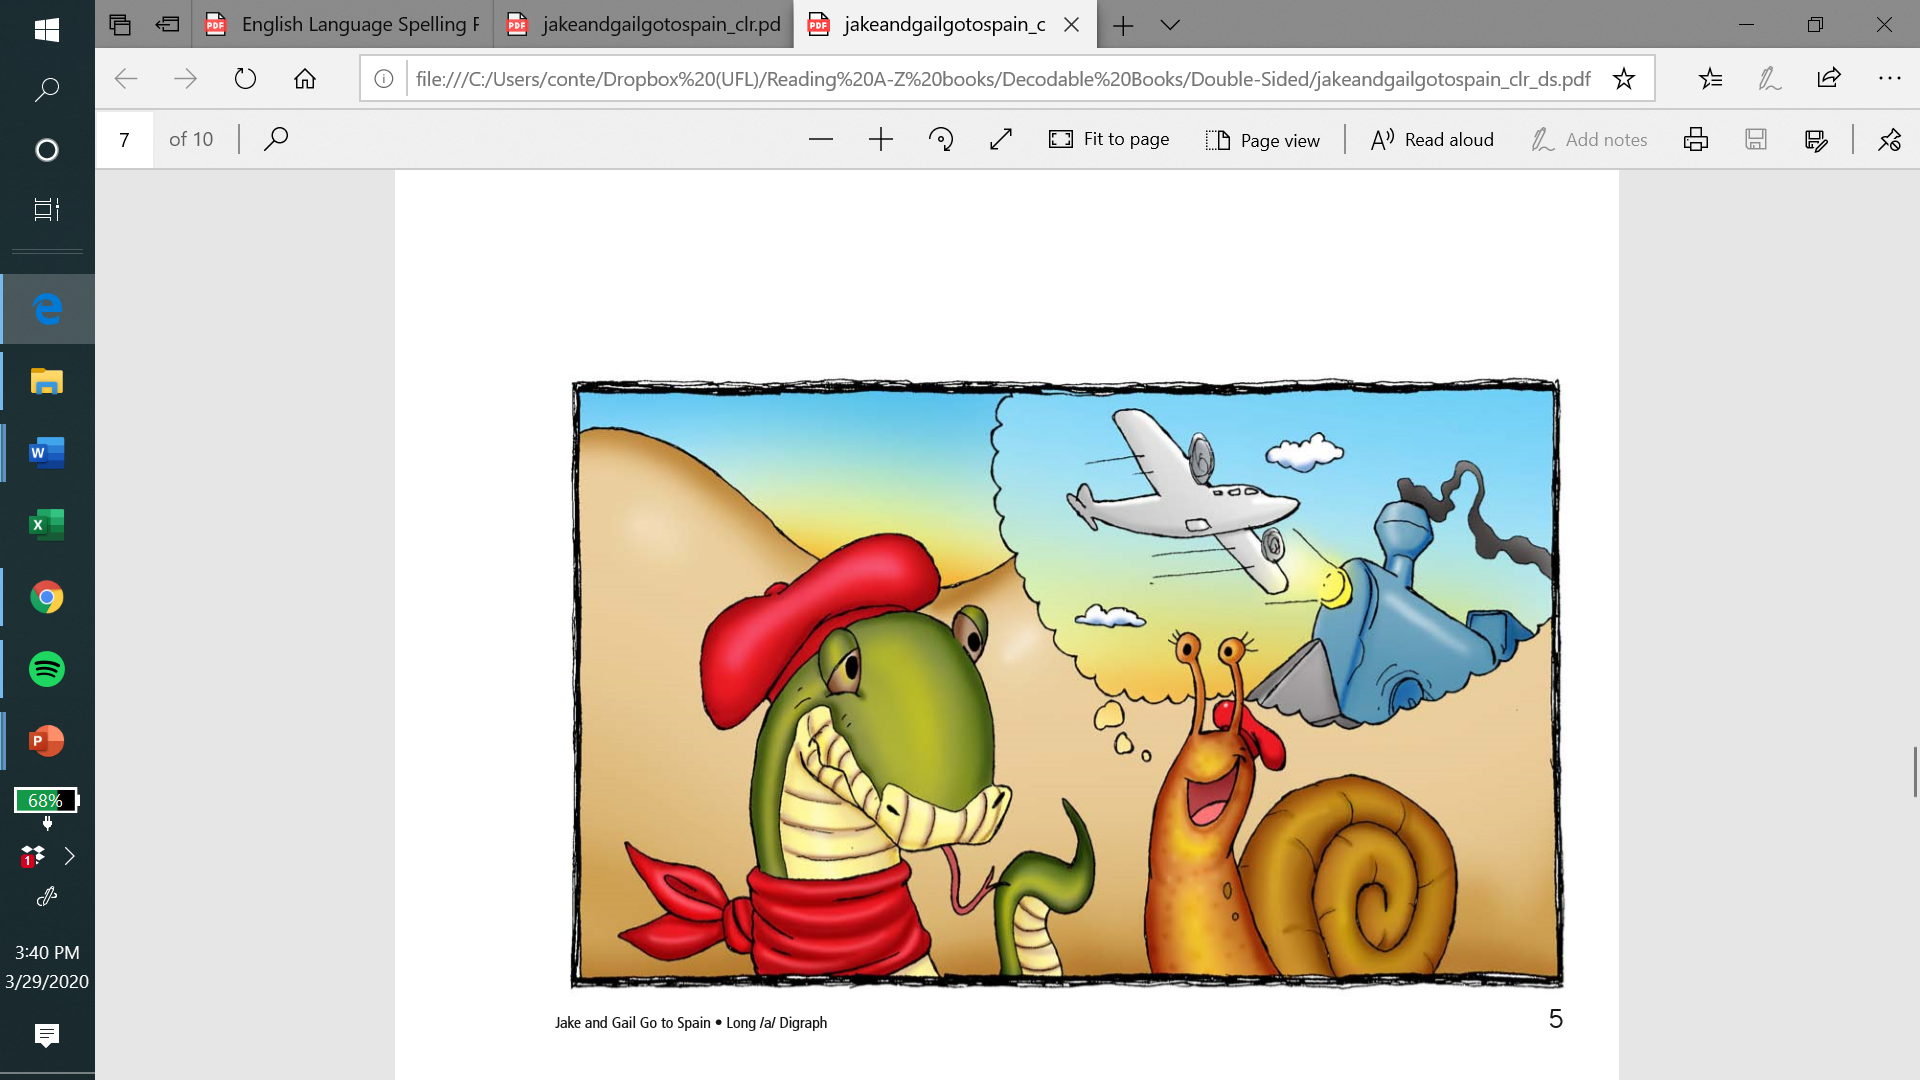 English Language Spelling F
jakeandgailgotospain_clr.pd
jakeandgailgotospain_c
file:///C:/Users/conte/Dropbox%20(UFL)/Reading%20A-Z%20books/Decodable%20Books/Double-Sided/jakeandgailgotospain_clr_ds.pdf
7 of 10
Fit to page
Page view
Read aloud
Add notes
68%
1
3:40 PM
3/29/2020
Jake and Gail Go to Spain • Long /a/ Digraph
5